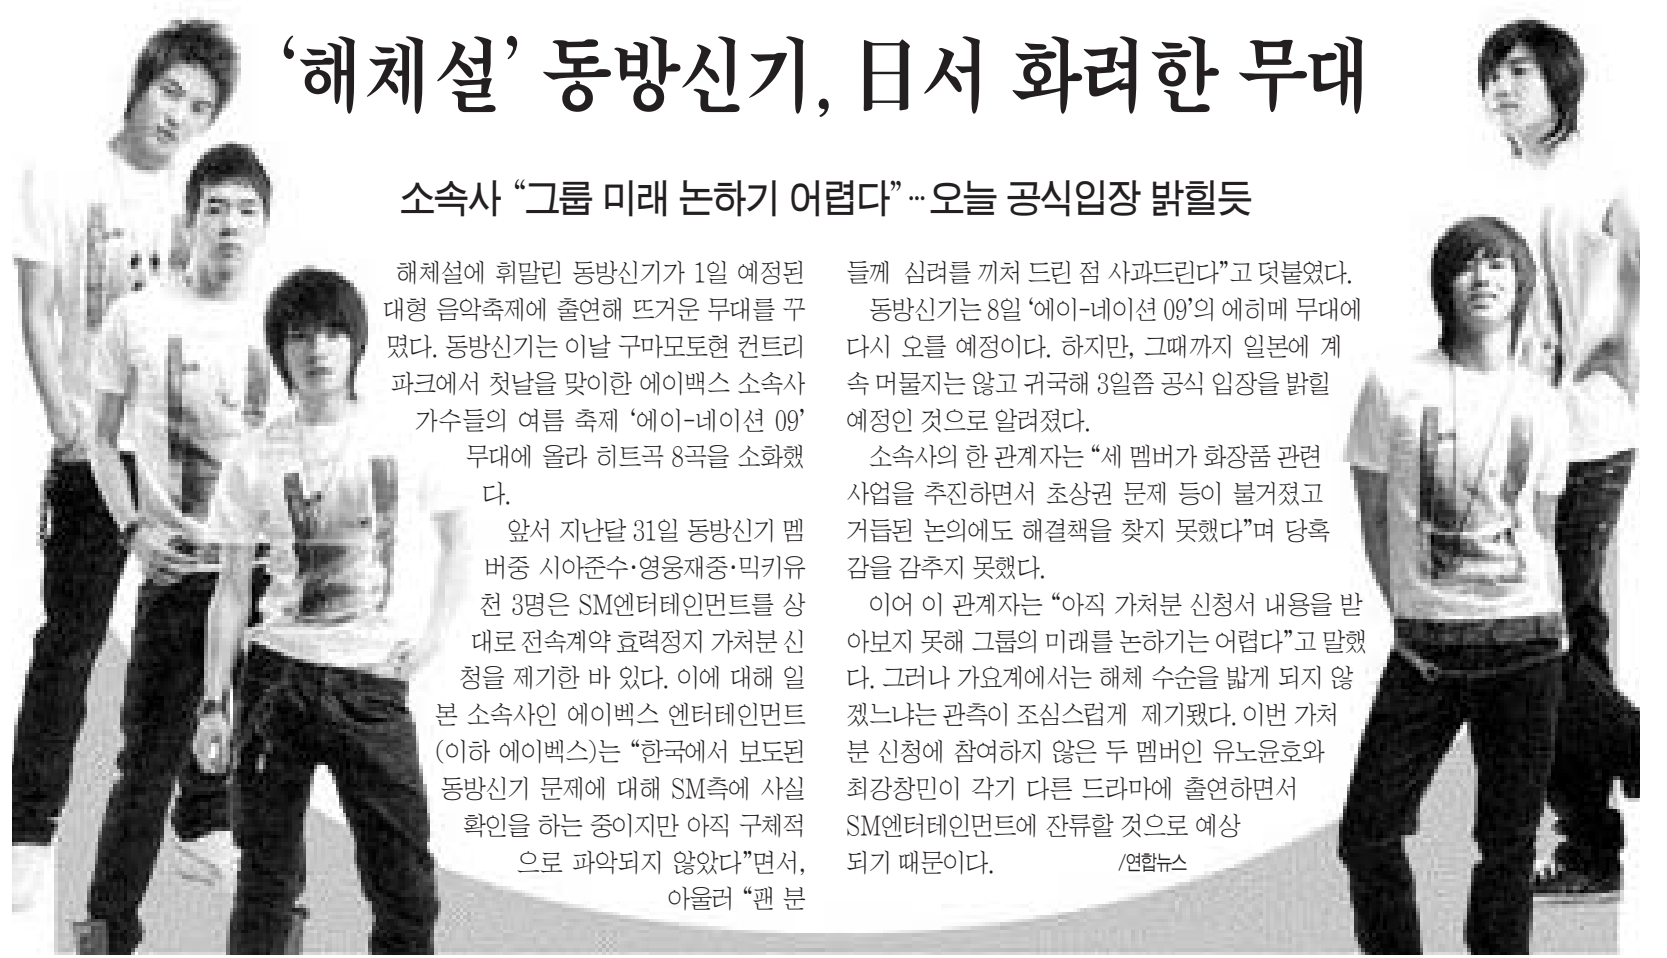 ‘해체설’ 동방신기, 日서 화려한 무대
소속사 “그룹 미래 논하기 어렵다”…오늘 공식입장 밝힐듯
해체설에 휘말린 동방신기가 1일 예정된
대형 음악축제에 출연해 뜨거운 무대를 꾸
몄다. 동방신기는 이날 구마모토현 컨트리
파크에서 첫날을 맞이한 에이백스 소속사
가수들의 여름 축제 ‘에이-네이션 09’
무대에 올라 히트곡 8곡을 소화했
다.
앞서 지난달 31일 동방신기 멤
버중 시아준수·영웅재중·믹키유
천 3명은 SM엔터테인먼트를 상
대로 전속계약 효력정지 가처분 신
청을 제기한 바 있다. 이에 대해 일
본 소속사인 에이벡스 엔터테인먼트
(이하 에이벡스)는 “한국에서 보도된
동방신기 문제에 대해 SM측에 사실
확인을 하는 중이지만 아직 구체적
으로 파악되지 않았다”면서,
아울러 “팬 분
들께 심려를 끼쳐 드린 점 사과드린다”고 덧붙였다.
동방신기는 8일 ‘에이-네이션 09’의 에히메 무대에
다시 오를 예정이다. 하지만, 그때까지 일본에 계
속 머물지는 않고 귀국해 3일쯤 공식 입장을 밝힐
예정인 것으로 알려졌다.
소속사의 한 관계자는 “세 멤버가 화장품 관련
사업을 추진하면서 초상권 문제 등이 불거졌고
거듭된 논의에도 해결책을 찾지 못했다”며 당혹
감을 감추지 못했다.
이어 이 관계자는 “아직 가처분 신청서 내용을 받
아보지 못해 그룹의 미래를 논하기는 어렵다”고 말했
다. 그러나 가요계에서는 해체 수순을 밟게 되지 않
겠느냐는 관측이 조심스럽게 제기됐다. 이번 가처
분 신청에 참여하지 않은 두 멤버인 유노윤호와
최강창민이 각기 다른 드라마에 출연하면서
SM엔터테인먼트에 잔류할 것으로 예상
되기 때문이다.
/연합뉴스